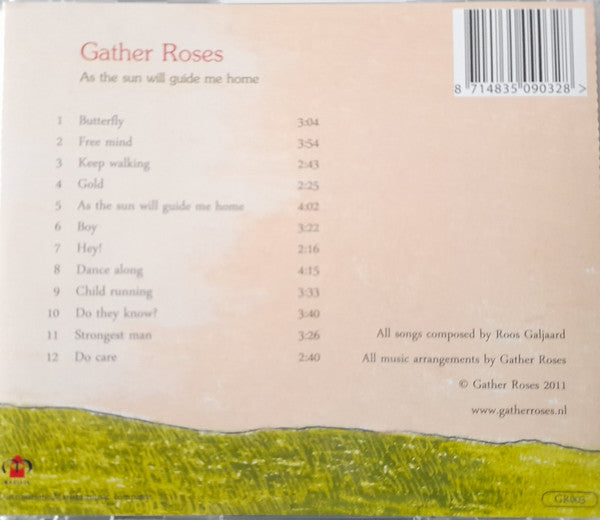 Gather Roses
As the sun will guide me home
8 714835 090328 >
1 Butterfly 3:04
2 Free mind 3:54
3 Keep walking 2:43
4 Gold 2:25
5 As the sun will guide me home 4:02
6 Boy 3:22
7 Hey! 2:16
8 Dance along 4:15
9 Child running 3:33
10 Do they know? 3:40
11 Strongest man 3:26
12 Do care 2:40
All songs composed by Roos Galjaard
All music arrangements by Gather Roses
© Gather Roses 2011
www.gatherroses.nl
GR003